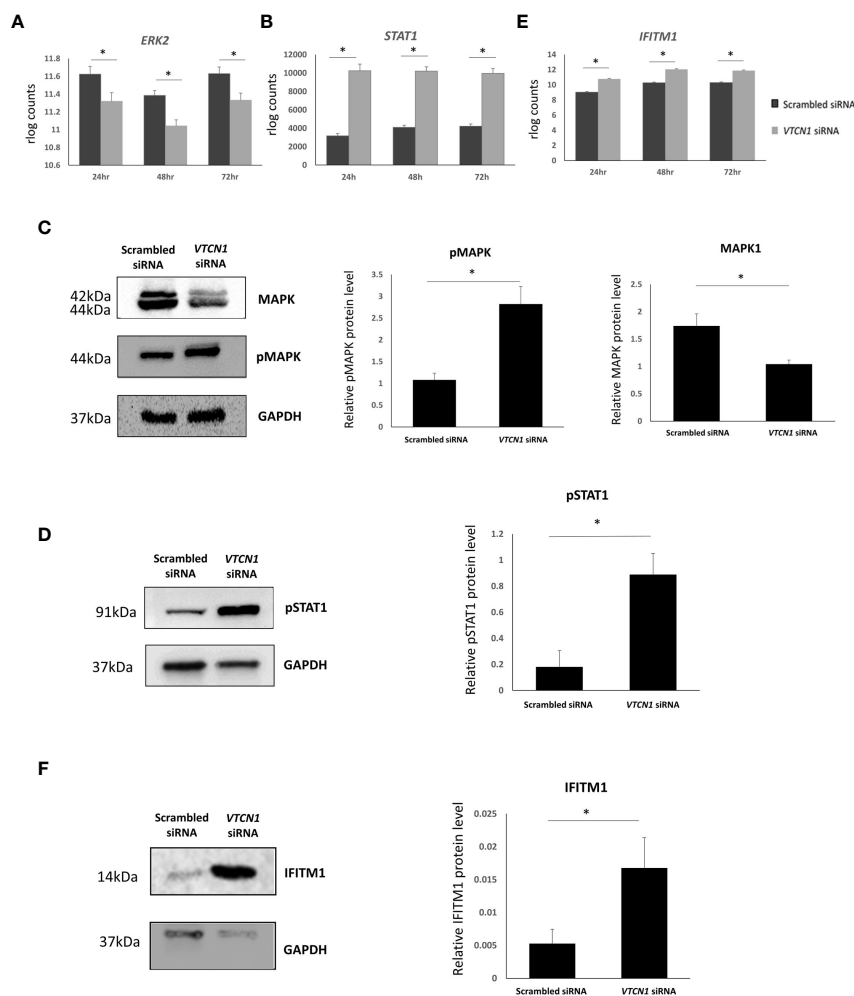 A
ERK2
rlog counts
11.8
11.6
11.4
11.2
11
10.8
10.6
*
*
*
24hr
48hr
72hr
B
STAT1
rlog counts
12000
10000
8000
6000
4000
2000
0
*
*
*
24h
48h
72h
E
IFITM1
rlog counts
14
12
10
8
6
4
2
0
*
*
*
24hr
48hr
72hr
Scrambled siRNA
VTCN1 siRNA
C
Scrambled
siRNA
VTCN1
siRNA
42kDa
44kDa
MAPK
44kDa
pMAPK
37kDa
GAPDH
pMAPK
Relative pMAPK protein level
3.5
3
2.5
2
1.5
1
0.5
0
*
Scrambled siRNA
VTCN1 siRNA
MAPK1
Relative MAPK protein level
2.5
2
1.5
1
0.5
0
*
Scrambled siRNA
VTCN1 siRNA
D
Scrambled
siRNA
VTCN1
siRNA
91kDa
pSTAT1
37kDa
GAPDH
pSTAT1
Relative pSTAT1 protein level
1.2
1
0.8
0.6
0.4
0.2
0
*
Scrambled siRNA
VTCN1 siRNA
F
Scrambled
siRNA
VTCN1
siRNA
14kDa
IFITM1
37kDa
GAPDH
IFITM1
Relative IFITM1 protein level
0.025
0.02
0.015
0.01
0.005
0
*
Scrambled siRNA
VTCN1 siRNA